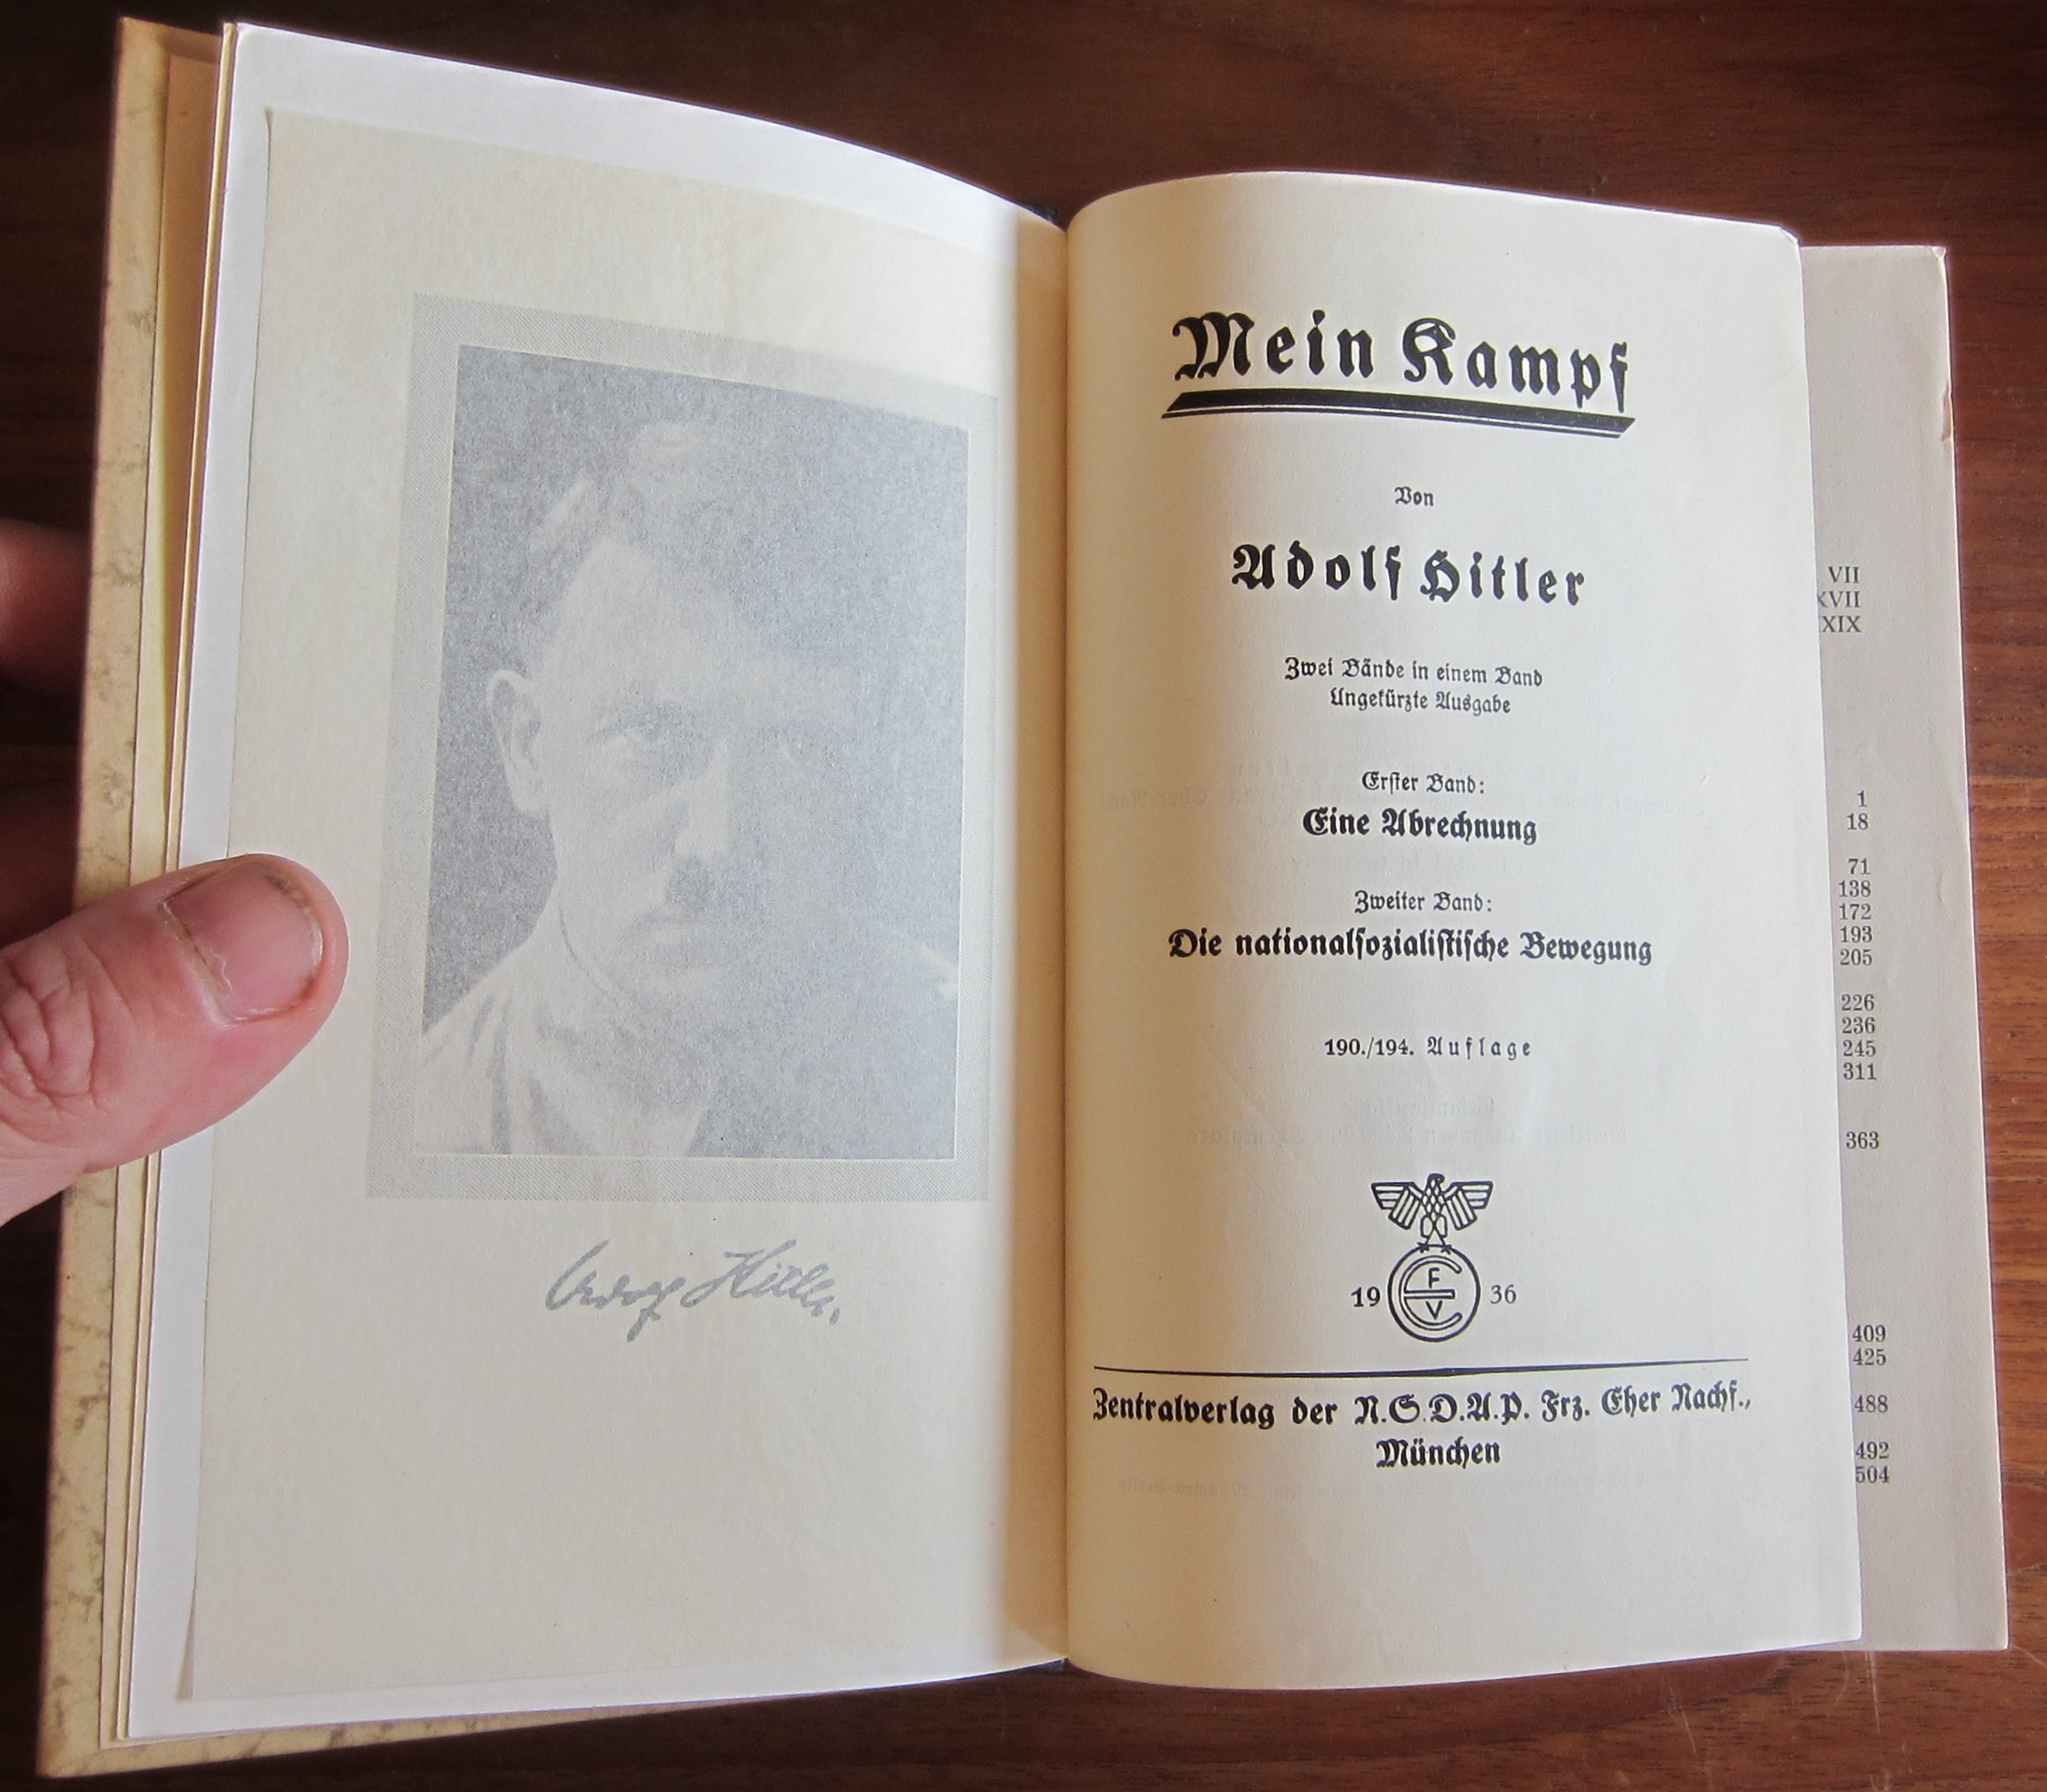 Adolf Hitler.
Mein Kampf
Von
Adolf Hitler
Zwei Bände in einem Band
Ungekürzte Ausgabe
Erster Band:
Eine Abrechnung
Zweiter Band:
Die nationalsozialistische Bewegung
190./194. Auflage
F
E
V
19 36
Zentralverlag der N.S.D.A.P. Frz. Eher Nachf.,
München
VII
XVII
XIX
1
18
71
138
172
193
205
226
236
245
311
363
409
425
488
492
504